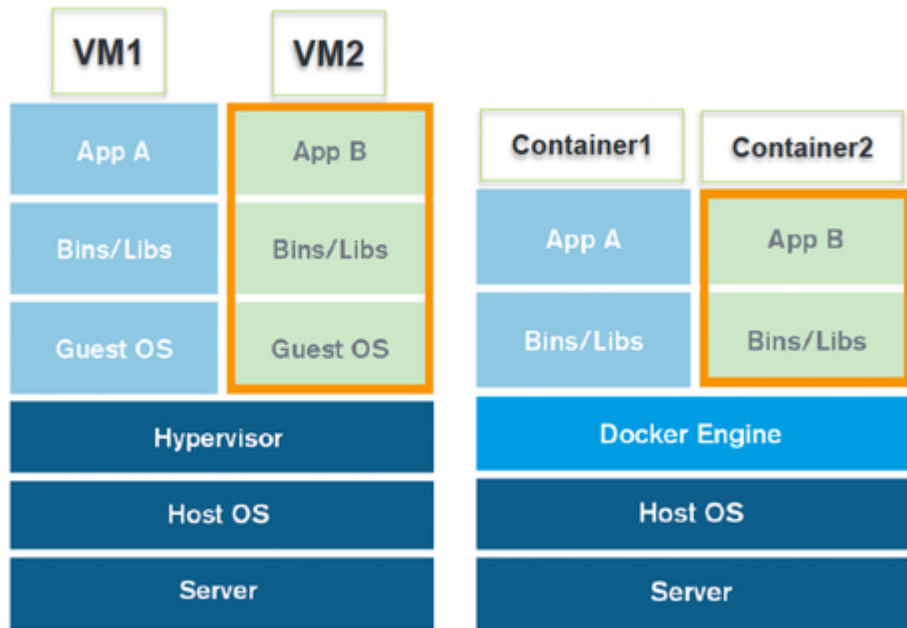 VM1
VM2
App A
App B
Bins/Libs
Bins/Libs
Guest OS
Guest OS
Hypervisor
Host OS
Server
Container1
Container2
App A
App B
Bins/Libs
Bins/Libs
Docker Engine
Host OS
Server